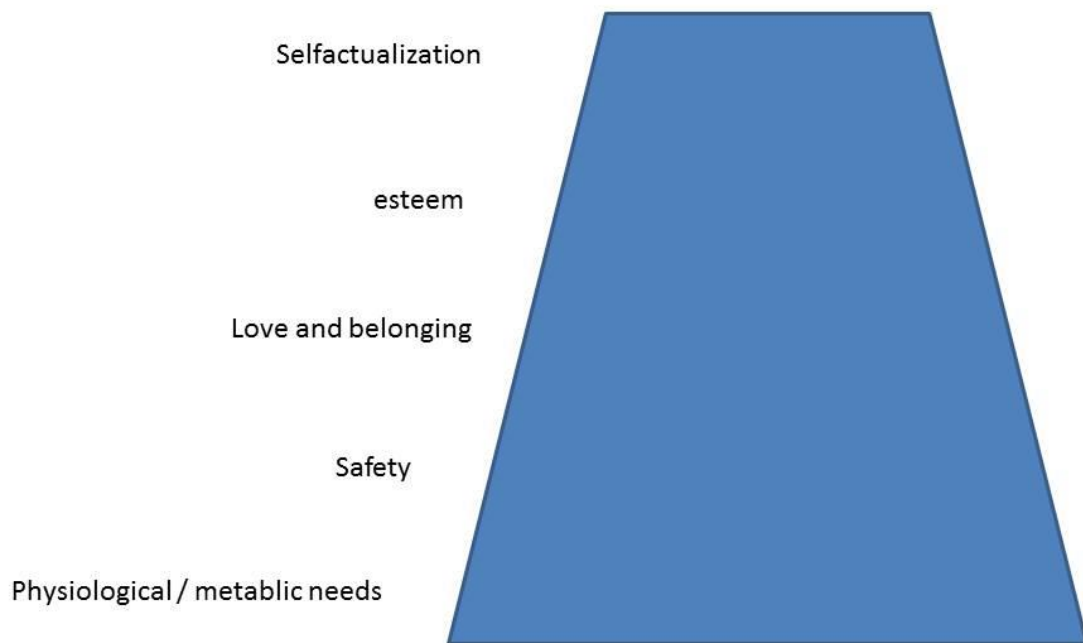 Selfactualization
esteem
Love and belonging
Safety
Physiological / metablic needs